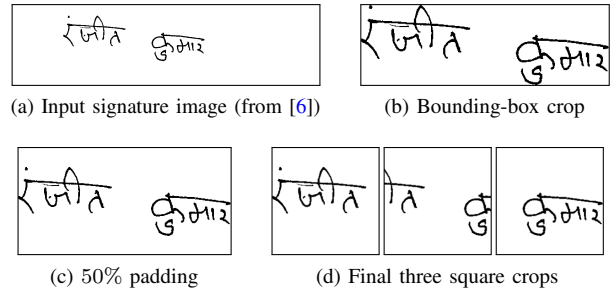 रंजीत कुमार
रंजीत कुमार
(a) Input signature image (from [6])
(b) Bounding-box crop
रंजीत कुमार
रंजीत कुमार
(c) 50% padding
(d) Final three square crops